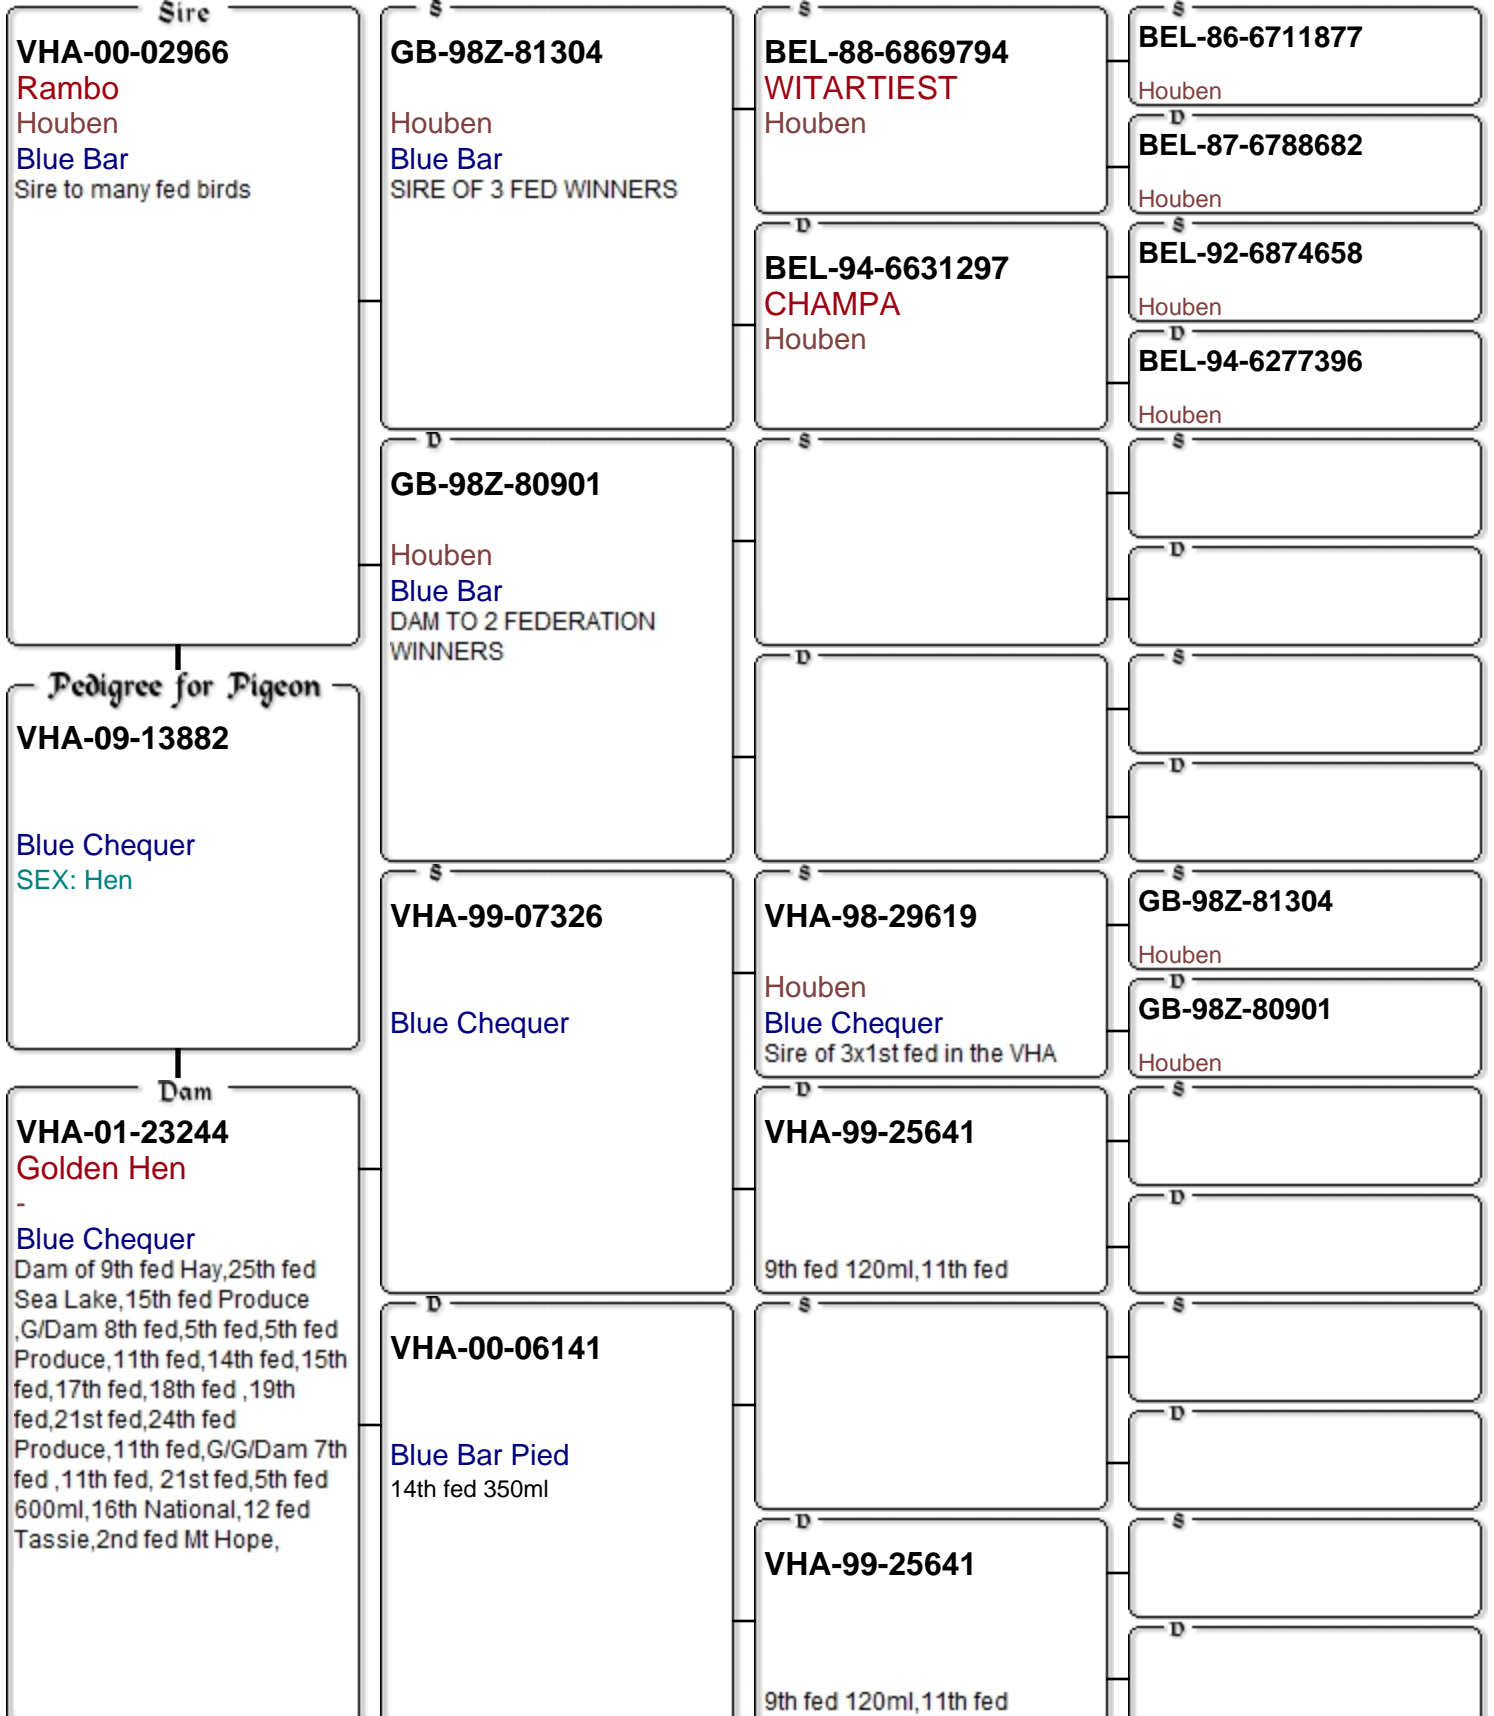 Sire
VHA-00-02966
Rambo
Houben
Blue Bar
Sire to many fed birds
Pedigree for Pigeon
VHA-09-13882
Blue Chequer
SEX: Hen
Dam
VHA-01-23244
Golden Hen
-
Blue Chequer
Dam of 9th fed Hay,25th fed
Sea Lake,15th fed Produce
,G/Dam 8th fed,5th fed,5th fed
Produce,11th fed,14th fed,15th
fed,17th fed,18th fed ,19th
fed,21st fed,24th fed
Produce,11th fed,G/G/Dam 7th
fed ,11th fed, 21st fed,5th fed
600ml,16th National,12 fed
Tassie,2nd fed Mt Hope,
S
GB-98Z-81304
Houben
Blue Bar
SIRE OF 3 FED WINNERS
D
GB-98Z-80901
Houben
Blue Bar
DAM TO 2 FEDERATION
WINNERS
S
VHA-99-07326
Blue Chequer
D
VHA-00-06141
Blue Bar Pied
14th fed 350ml
S
BEL-88-6869794
WITARTIEST
Houben
D
BEL-94-6631297
CHAMPA
Houben
S
D
S
VHA-98-29619
Houben
Blue Chequer
Sire of 3x1st fed in the VHA
D
VHA-99-25641
9th fed 120ml,11th fed
S
D
VHA-99-25641
9th fed 120ml,11th fed
S
BEL-86-6711877
Houben
D
BEL-87-6788682
Houben
S
BEL-92-6874658
Houben
D
BEL-94-6277396
Houben
S
D
S
D
S
GB-98Z-81304
Houben
D
GB-98Z-80901
Houben
S
D
S
D
S
D